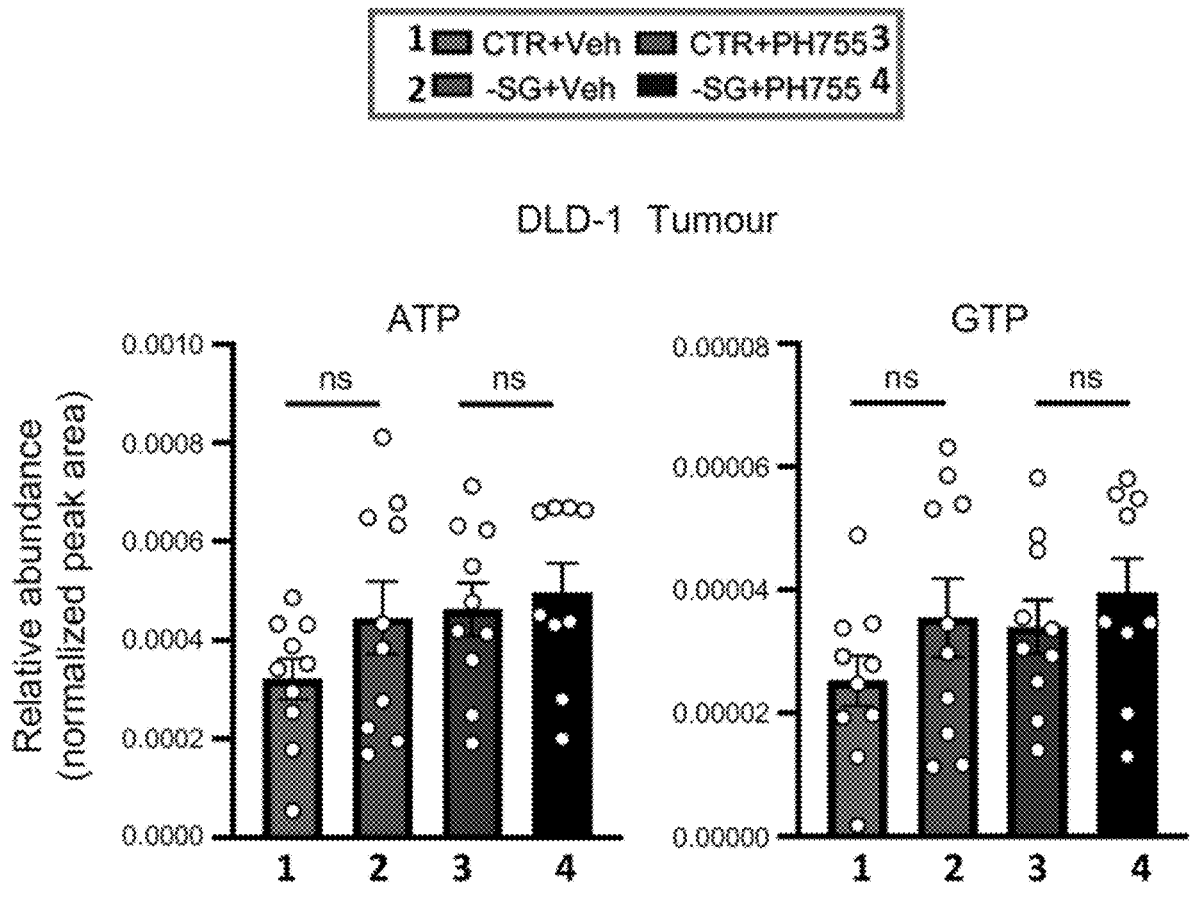 1 CTR+Veh CTR+PH755 3
2 -SG+Veh -SG+PH755 4
DLD-1 Tumour
ATP
Relative abundance
(normalized peak area)
0.0010
0.0008
0.0006
0.0004
0.0002
0.0000
ns ns
1 2 3 4
GTP
0.00008
0.00006
0.00004
0.00002
0.00000
ns ns
1 2 3 4